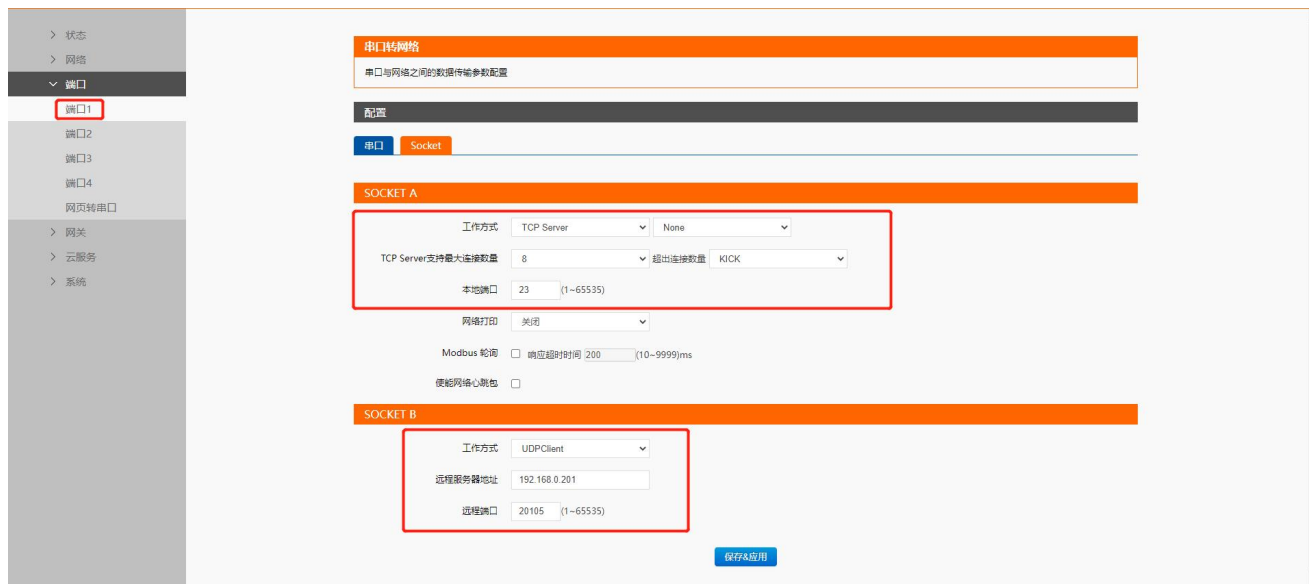 > 状态
> 网络
端口
端口1
端口2
端口3
端口4
网页转串口
> 网关
> 云服务
> 系统
串口转网络
串口与网络之间的数据传输参数配置
配置
串口 Socket
SOCKET A
工作方式 TCP Server None
TCP Server支持最大连接数量 8 超出连接数量 KICK
本地端口 23 (1~65535)
网络打印 关闭
Modbus 轮询 响应超时时间 200 (10~9999)ms
使能网络心跳包
SOCKET B
工作方式 UDPClient
远程服务器地址 192.168.0.201
远程端口 20105 (1~65535)
保存&应用